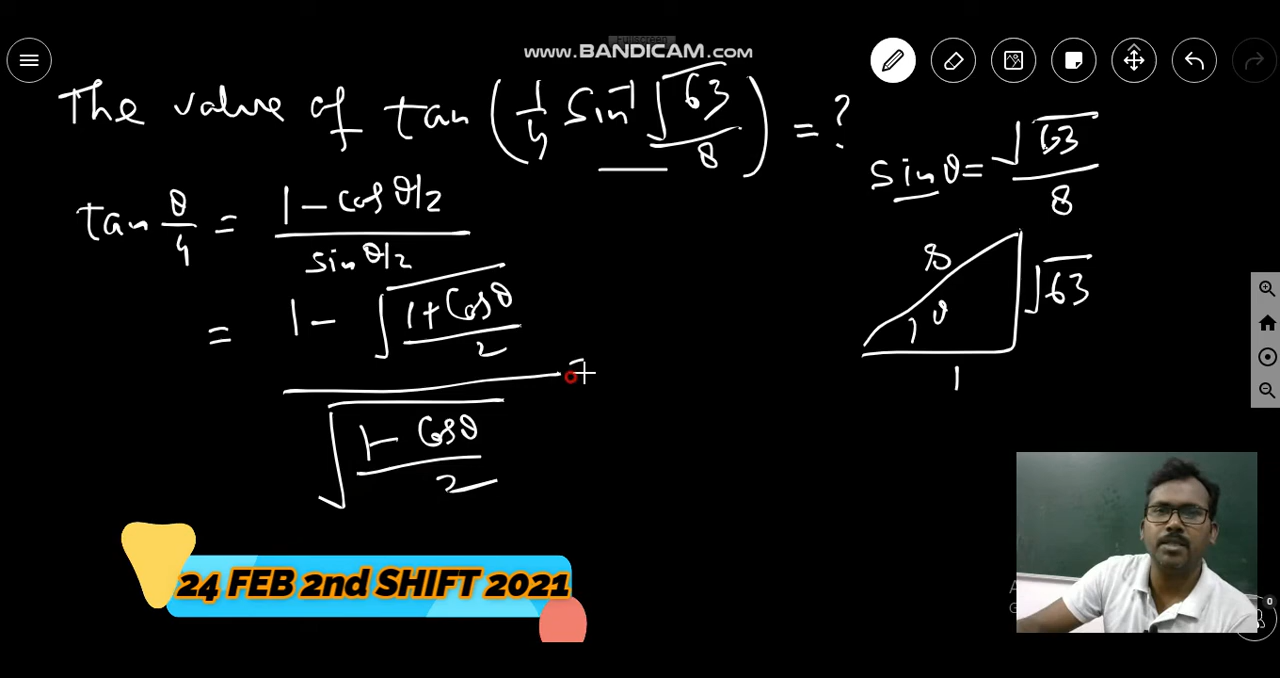 Fullscreen
www.BANDICAM.com
The value of tan (1/4 Sin⁻¹ √63/8) = ?
sinθ = √63/8
tan θ/4 = 1 - cos θ/2 / sin θ/2
= 1 - √(1 + Cosθ / 2) / √(1 - Cosθ / 2) =
8
θ
√63
1
24 FEB 2nd SHIFT 2021
0